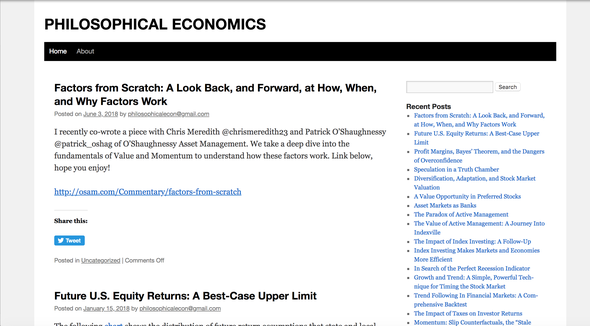 PHILOSOPHICAL ECONOMICS
Home About
Factors from Scratch: A Look Back, and Forward, at How, When,
and Why Factors Work
Posted on June 3, 2018 by philosophicalecon@gmail.com
I recently co-wrote a piece with Chris Meredith @chrismeredith23 and Patrick O'Shaughnessy
@patrick_oshag of O'Shaughnessy Asset Management. We take a deep dive into the
fundamentals of Value and Momentum to understand how these factors work. Link below,
hope you enjoy!
http://osam.com/Commentary/factors-from-scratch
Share this:
Tweet
Posted in Uncategorized | Comments Off
Future U.S. Equity Returns: A Best-Case Upper Limit
Posted on January 15, 2018 by philosophicalecon@gmail.com
The following chart shows the distribution of future return assumptions that state and local
Search
Recent Posts
Factors from Scratch: A Look Back, and Forward,
at How, When, and Why Factors Work
Future U.S. Equity Returns: A Best-Case Upper
Limit
Profit Margins, Bayes' Theorem, and the Dangers
of Overconfidence
Speculation in a Truth Chamber
Diversification, Adaptation, and Stock Market
Valuation
A Value Opportunity in Preferred Stocks
Asset Markets as Banks
The Paradox of Active Management
The Value of Active Management: A Journey Into
Indexville
The Impact of Index Investing: A Follow-Up
Index Investing Makes Markets and Economies
More Efficient
In Search of the Perfect Recession Indicator
Growth and Trend: A Simple, Powerful Tech-
nique for Timing the Stock Market
Trend Following In Financial Markets: A Com-
prehensive Backtest
The Impact of Taxes on Investor Returns
Momentum: Slip Counterfactuals, the "Stale